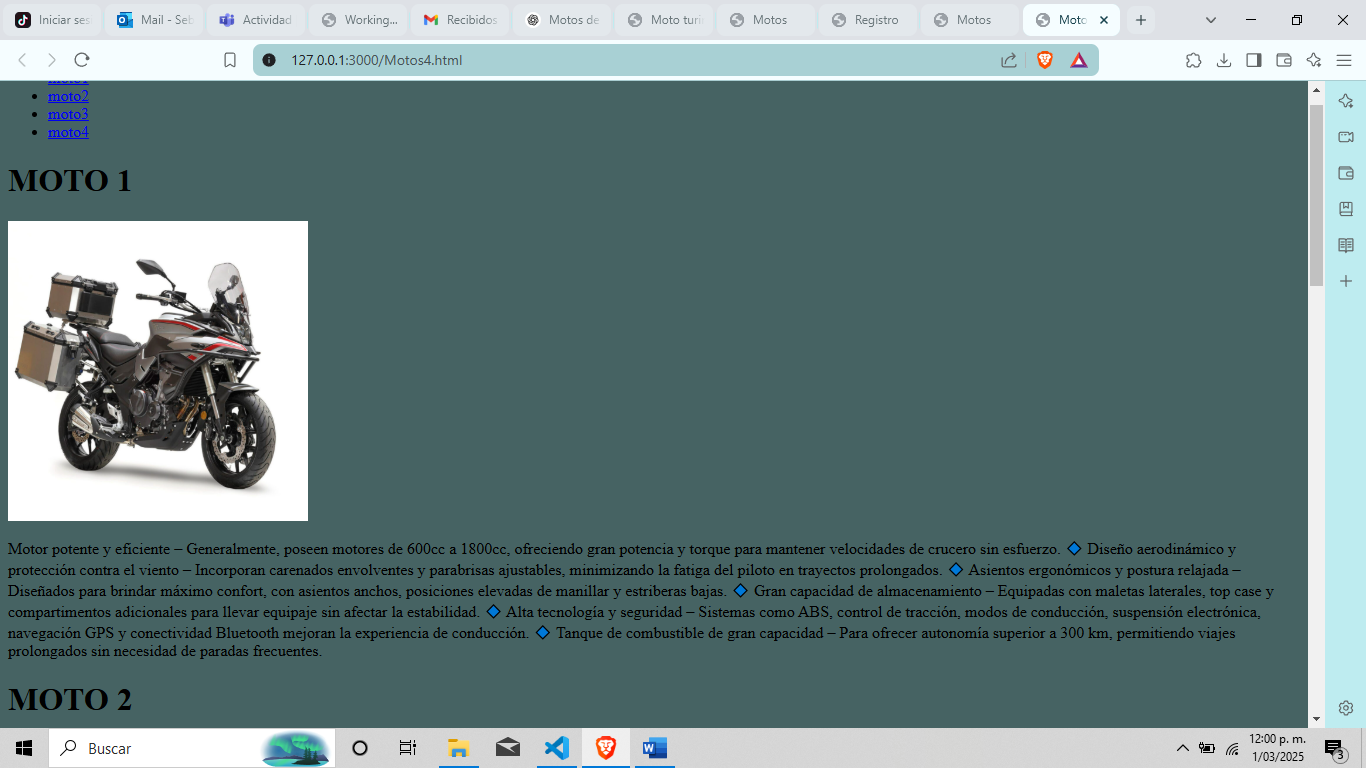 Iniciar ses
Mail - Seb
Actividad
Working...
Recibidos
Motos de
Moto turi
Motos
Registro
Motos
Moto
127.0.0.1:3000/Motos4.html
moto1
moto2
moto3
moto4
MOTO 1
Motor potente y eficiente – Generalmente, poseen motores de 600cc a 1800cc, ofreciendo gran potencia y torque para mantener velocidades de crucero sin esfuerzo. 🔹 Diseño aerodinámico y
protección contra el viento – Incorporan carenados envolventes y parabrisas ajustables, minimizando la fatiga del piloto en trayectos prolongados. 🔹 Asientos ergonómicos y postura relajada –
Diseñados para brindar máximo confort, con asientos anchos, posiciones elevadas de manillar y estriberas bajas. 🔹 Gran capacidad de almacenamiento – Equipadas con maletas laterales, top case y
compartimentos adicionales para llevar equipaje sin afectar la estabilidad. 🔹 Alta tecnología y seguridad – Sistemas como ABS, control de tracción, modos de conducción, suspensión electrónica,
navegación GPS y conectividad Bluetooth mejoran la experiencia de conducción. 🔹 Tanque de combustible de gran capacidad – Para ofrecer autonomía superior a 300 km, permitiendo viajes
prolongados sin necesidad de paradas frecuentes.
MOTO 2
Buscar
12:00 p. m.
1/03/2025
3